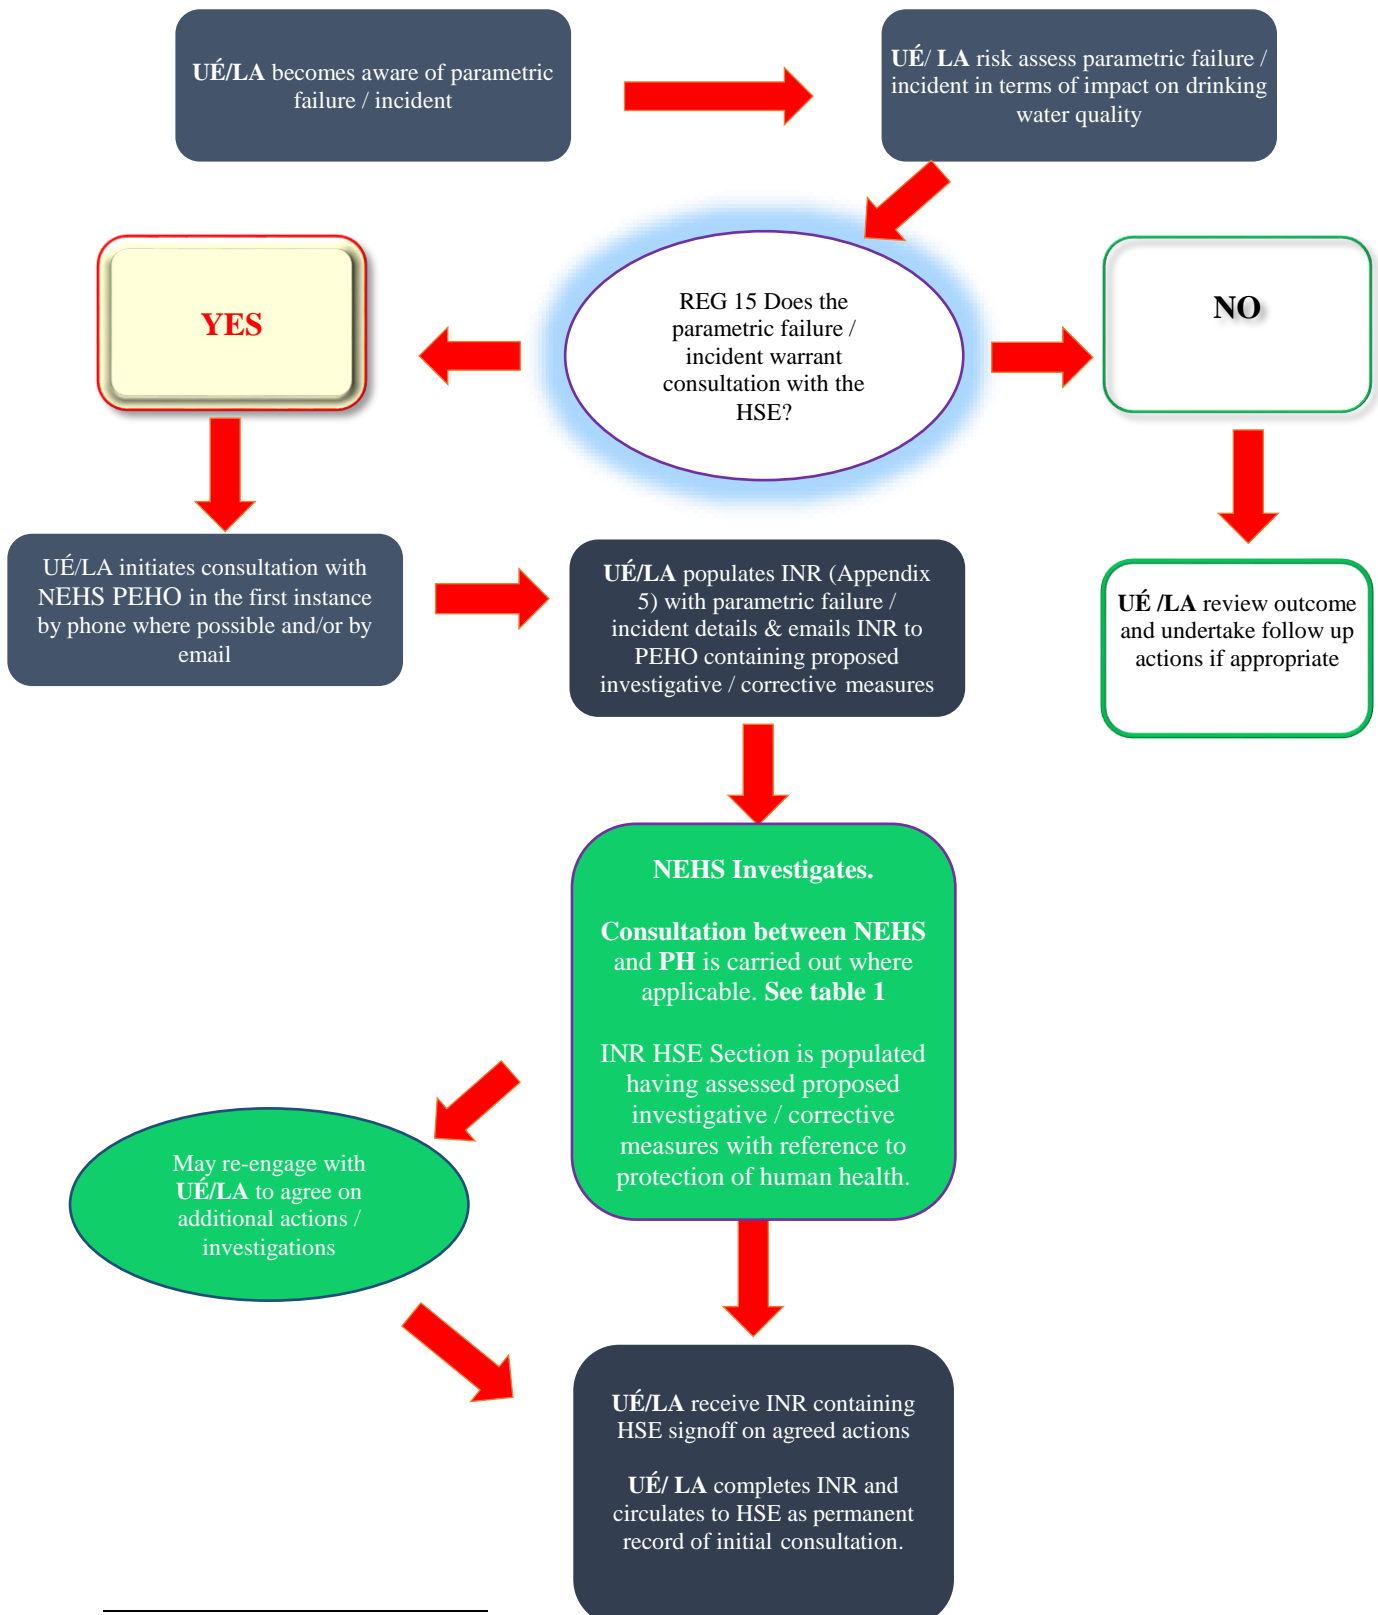 UÉ/LA becomes aware of parametric
failure / incident
UÉ/ LA risk assess parametric failure /
incident in terms of impact on drinking
water quality
REG 15 Does the
parametric failure /
incident warrant
consultation with the
HSE?
YES
NO
UÉ/LA initiates consultation with
NEHS PEHO in the first instance
by phone where possible and/or by
email
UÉ/LA populates INR (Appendix
5) with parametric failure /
incident details & emails INR to
PEHO containing proposed
investigative / corrective measures
UÉ /LA review outcome
and undertake follow up
actions if appropriate
NEHS Investigates.
Consultation between NEHS
and PH is carried out where
applicable. See table 1
INR HSE Section is populated
having assessed proposed
investigative / corrective
measures with reference to
protection of human health.
May re-engage with
UÉ/LA to agree on
additional actions /
investigations
UÉ/LA receive INR containing
HSE signoff on agreed actions
UÉ/ LA completes INR and
circulates to HSE as permanent
record of initial consultation.